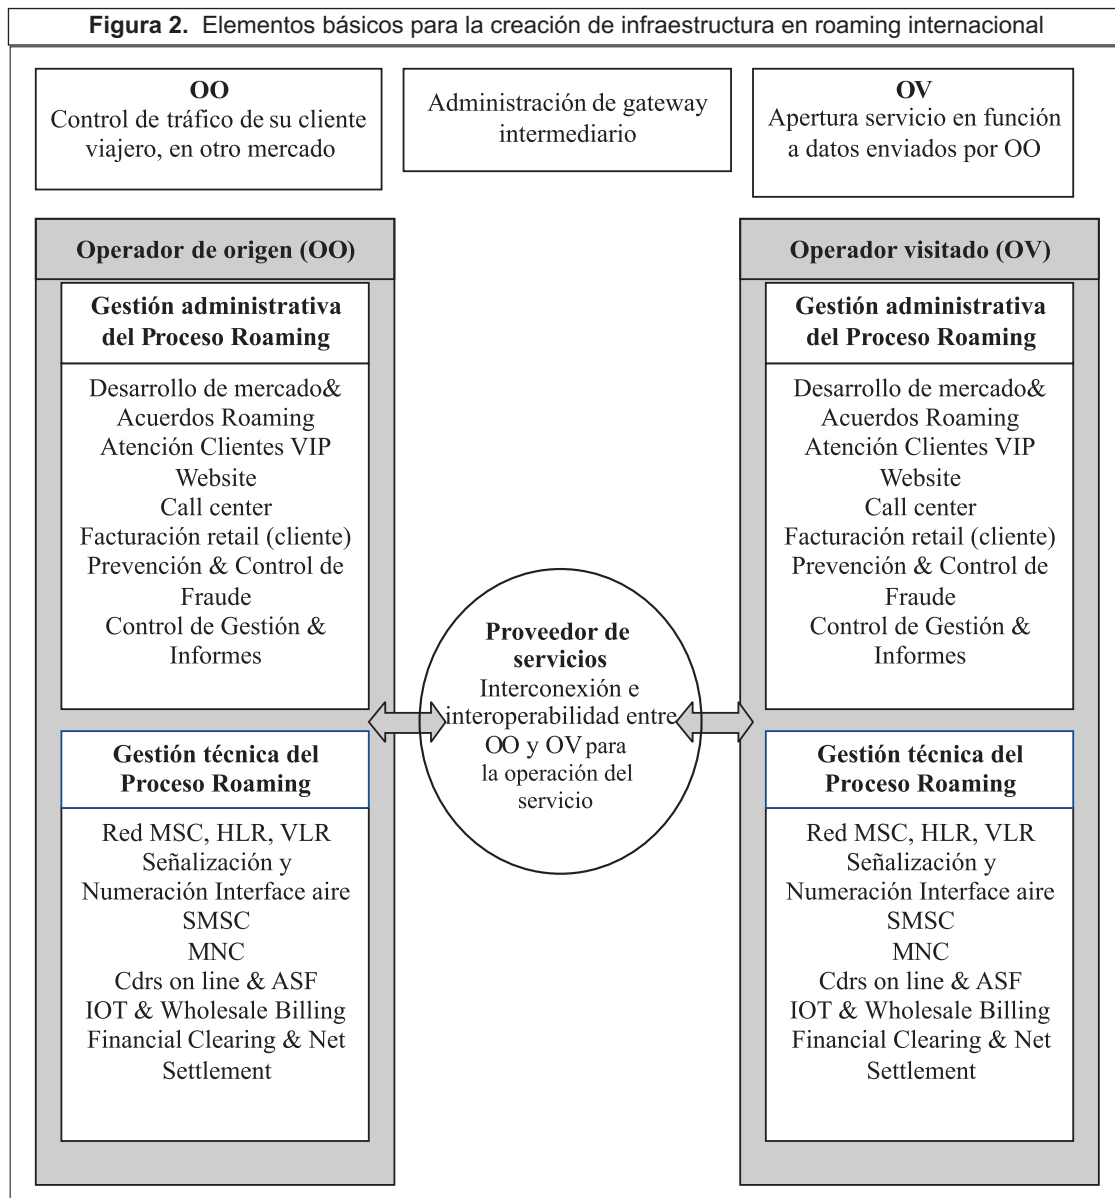 Figura 2. Elementos básicos para la creación de infraestructura en roaming internacional
OO
Control de tráfico de su cliente
viajero, en otro mercado
Administración de gateway
intermediario
OV
Apertura servicio en función
a datos enviados por OO
Operador de origen (OO)
Gestión administrativa
del Proceso Roaming
Desarrollo de mercado&
Acuerdos Roaming
Atención Clientes VIP
Website
Call center
Facturación retail (cliente)
Prevención & Control de
Fraude
Control de Gestión &
Informes
Gestión técnica del
Proceso Roaming
Red MSC, HLR, VLR
Señalización y
Numeración Interface aire
SMSC
MNC
Cdrs on line & ASF
IOT & Wholesale Billing
Financial Clearing & Net
Settlement
Proveedor de
servicios
Interconexión e
interoperabilidad entre
OO y OV para
la operación del
servicio
Operador visitado (OV)
Gestión administrativa
del Proceso Roaming
Desarrollo de mercado&
Acuerdos Roaming
Atención Clientes VIP
Website
Call center
Facturación retail (cliente)
Prevención & Control de
Fraude
Control de Gestión &
Informes
Gestión técnica del
Proceso Roaming
Red MSC, HLR, VLR
Señalización y
Numeración Interface aire
SMSC
MNC
Cdrs on line & ASF
IOT & Wholesale Billing
Financial Clearing & Net
Settlement